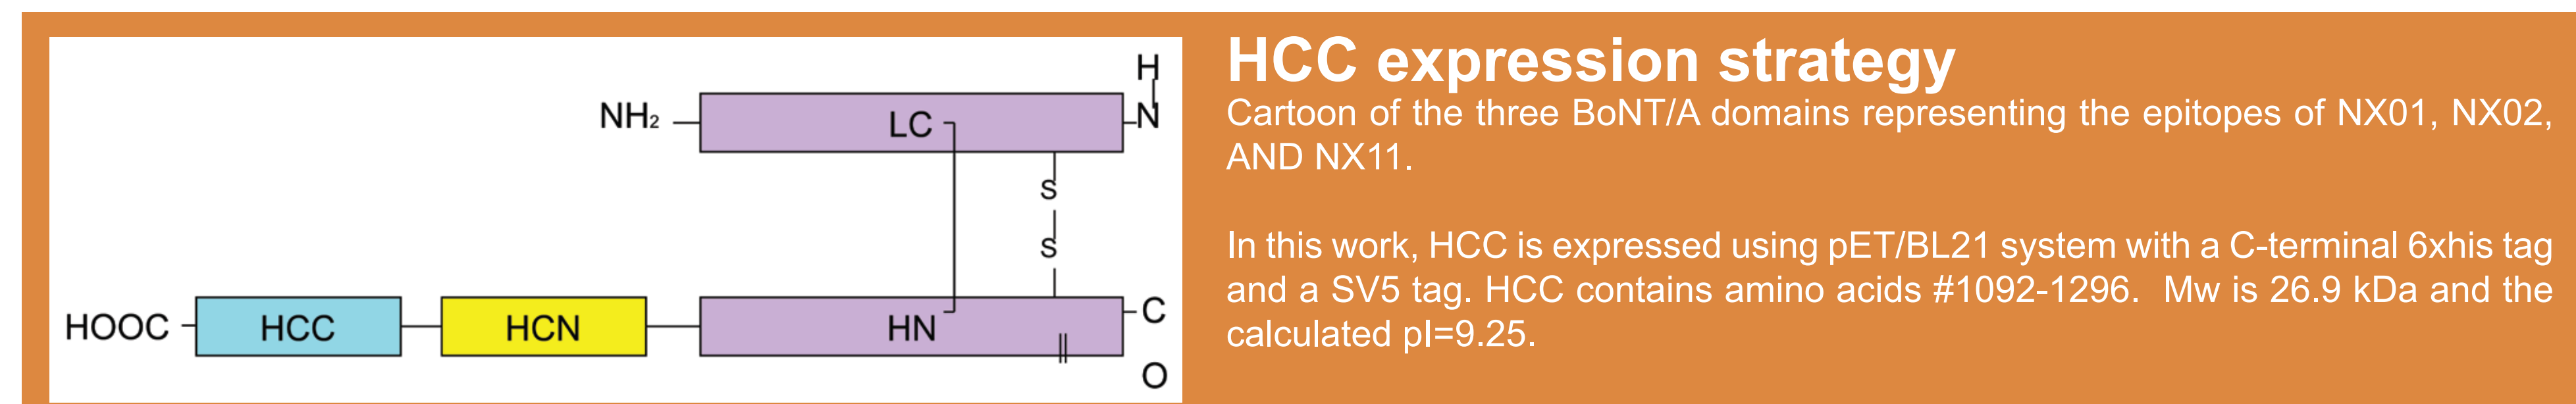 H
NH₂
LC
N
S
S
HOOC
HCC
HCN
HN
C
O
HCC expression strategy
Cartoon of the three BoNT/A domains representing the epitopes of NX01, NX02,
AND NX11.
In this work, HCC is expressed using pET/BL21 system with a C-terminal 6xhis tag
and a SV5 tag. HCC contains amino acids #1092-1296. Mw is 26.9 kDa and the
calculated pI=9.25.